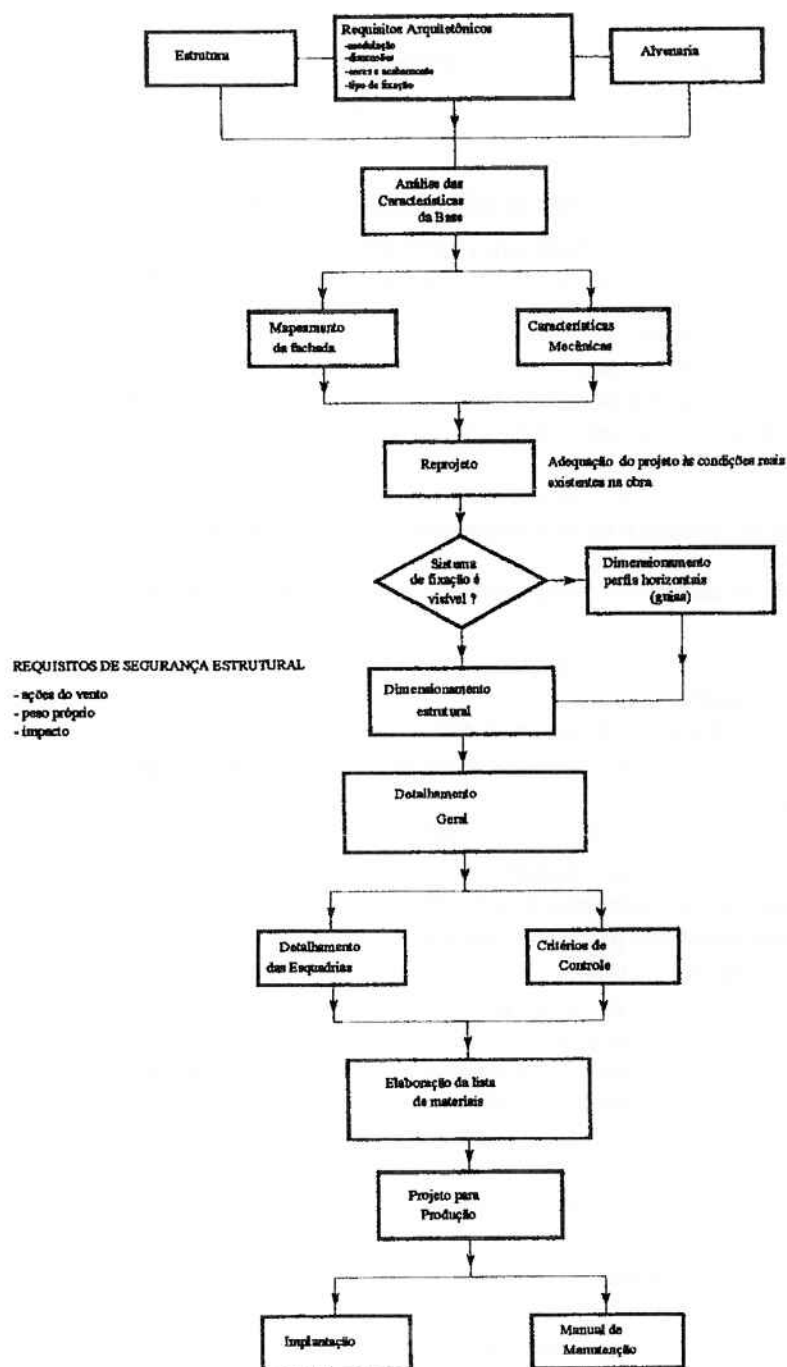 Requisitos Arquitetônicos
-modulação
-dimensões
-cores e acabamento
-tipo de fixação
Estrutura
Alvenaria
Análise das
Características
da Base
Mapeamento
da fachada
Características
Mecânicas
Reprojeto
Adequação do projeto às condições reais
existentes na obra
Sistema
de fixação é
visível ?
Dimensionamento
perfis horizontais
(guias)
REQUISITOS DE SEGURANÇA ESTRUTURAL
- ações do vento
- peso próprio
- impacto
Dimensionamento
estrutural
Detalhamento
Geral
Detalhamento
das Esquadrias
Critérios de
Controle
Elaboração da lista
de materiais
Projeto para
Produção
Implantação
Manual de
Manutenção